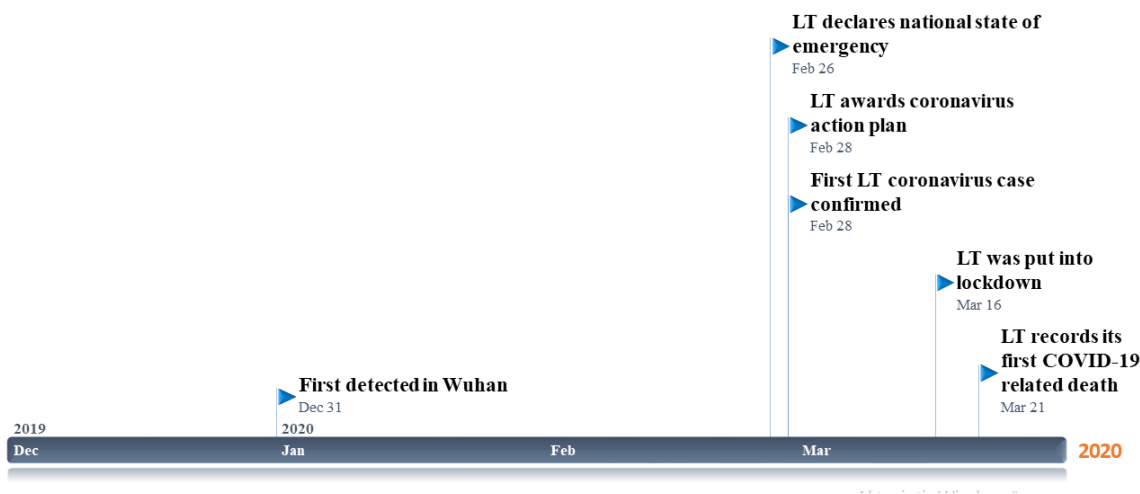 LT declares national state of
emergency
Feb 26
LT awards coronavirus
action plan
Feb 28
First LT coronavirus case
confirmed
Feb 28
LT was put into
lockdown
Mar 16
LT records its
first COVID-19
related death
Mar 21
First detected in Wuhan
Dec 31
2019
2020
Dec
Jan
Feb
Mar
2020